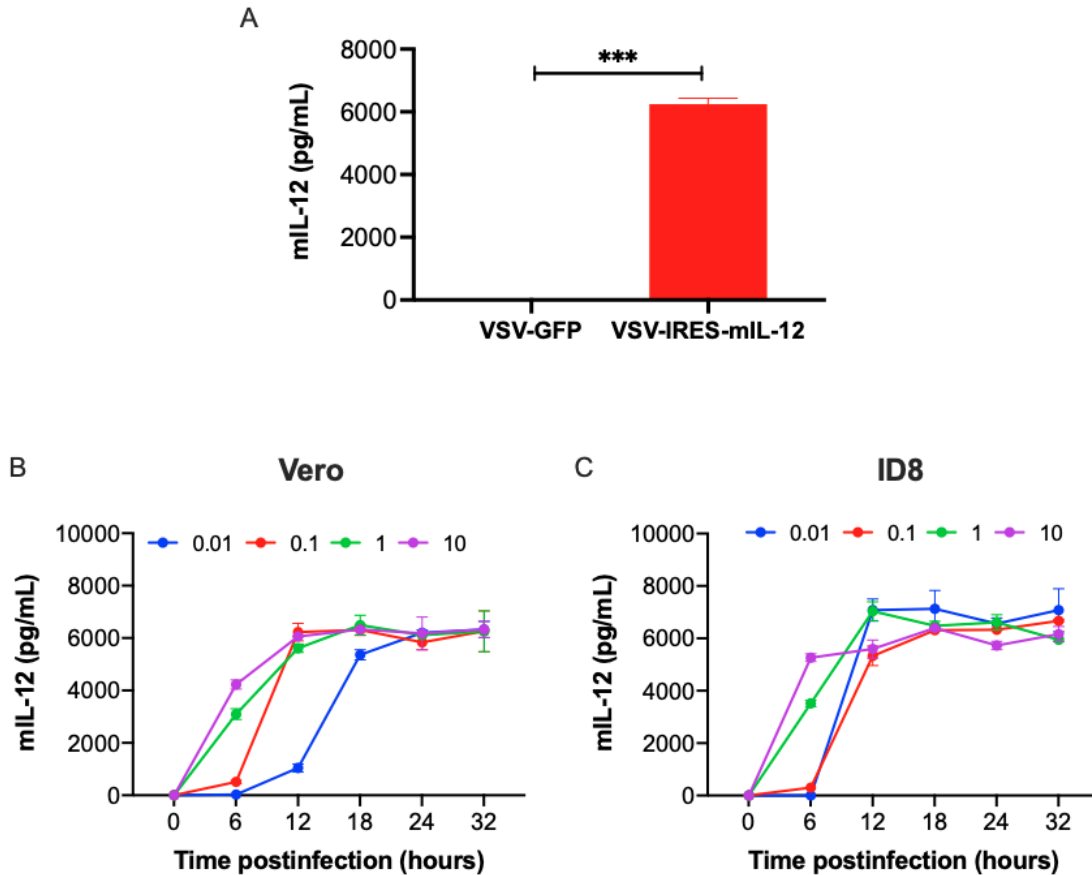 A
mIL-12 (pg/mL)
8000
6000
4000
2000
0
***
VSV-GFP VSV-IRES-mIL-12
B
Vero
mIL-12 (pg/mL)
10000
8000
6000
4000
2000
0
0.01 0.1 1 10
0 6 12 18 24 32
Time postinfection (hours)
C
ID8
mIL-12 (pg/mL)
10000
8000
6000
4000
2000
0
0.01 0.1 1 10
0 6 12 18 24 32
Time postinfection (hours)